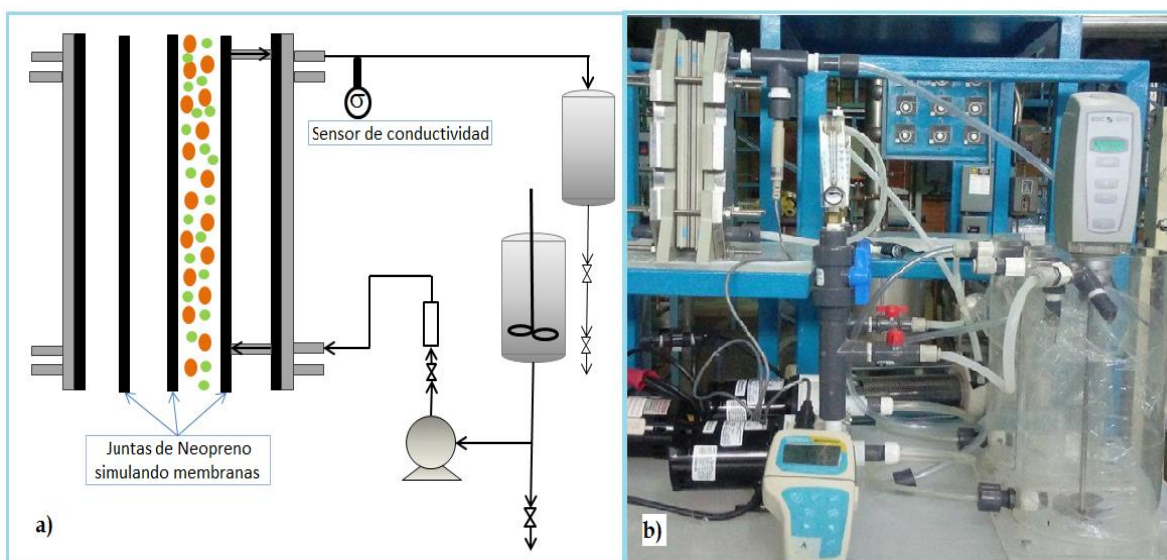 σ
Sensor de conductividad
Juntas de Neopreno
simulando membranas
a)
b)